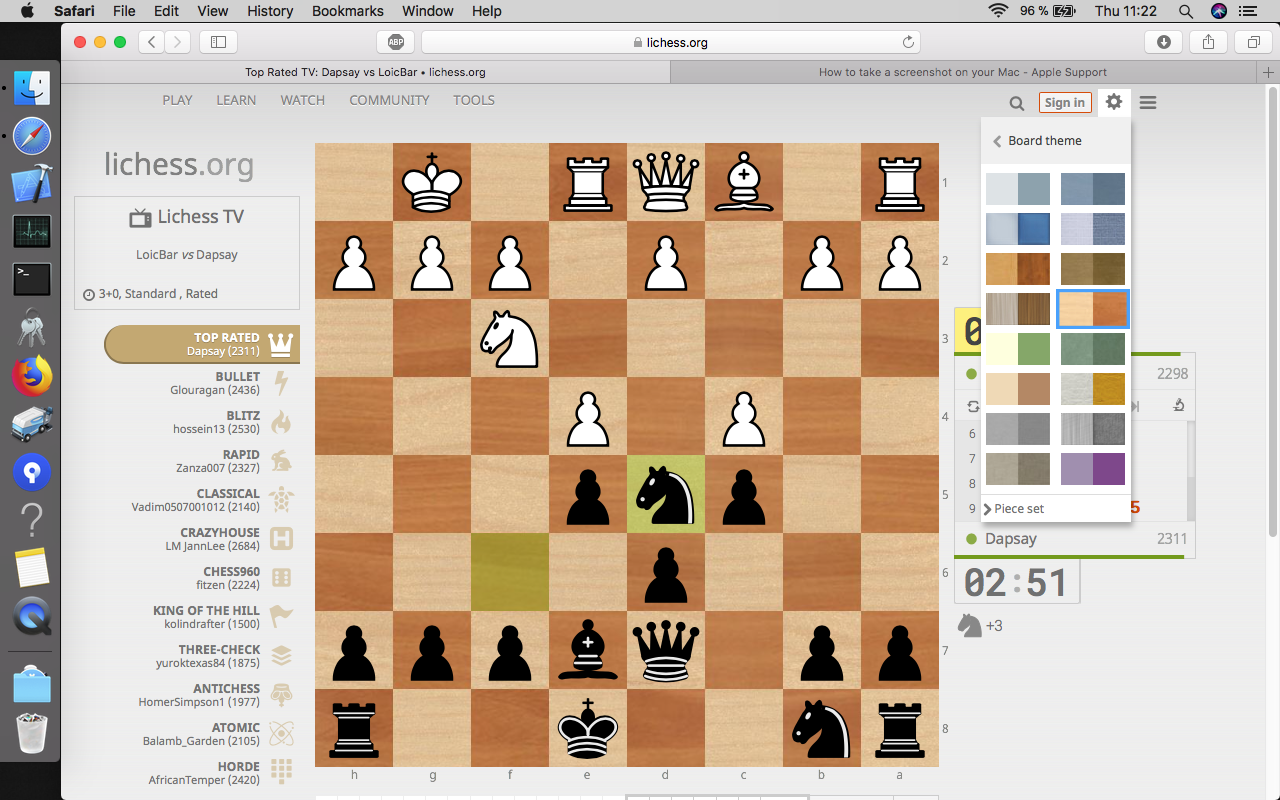 Safari File Edit View History Bookmarks Window Help 96 % Thu 11:22
ABP lichess.org
Top Rated TV: Dapsay vs LoicBar • lichess.org How to take a screenshot on your Mac - Apple Support
PLAY LEARN WATCH COMMUNITY TOOLS Sign in
Board theme
lichess.org
Lichess TV
LoicBar vs Dapsay
3+0, Standard , Rated
TOP RATED
Dapsay (2311)
BULLET
Glouragan (2436)
BLITZ
hossein13 (2530)
RAPID
Zanza007 (2327)
CLASSICAL
Vadim0507001012 (2140)
CRAZYHOUSE
LM JannLee (2684)
CHESS960
fitzen (2224)
KING OF THE HILL
kolindrafter (1500)
THREE-CHECK
yuroktexas84 (1875)
ANTICHESS
HomerSimpson1 (1977)
ATOMIC
Balamb_Garden (2105)
HORDE
AfricanTemper (2420)
1
2
3
4
5
6
7
8
h g f e d c b a
0
2298
6
7
8
9 5
Piece set
Dapsay 2311
02:51
+3